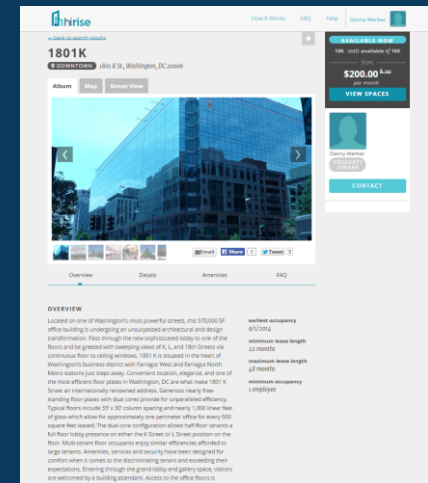 hirise
How It Works FAQ Help Danny Werker
← back to search results
1801K
DOWNTOWN 1801 K St., Washington, DC 20006
Album Map Street View
AVAILABLE NOW
available of 106
from
$200.00
per month
VIEW SPACES
Danny Werker
PROPERTY OWNER
CONTACT
Email Share 0 Tweet 0
Overview Details Amenities FAQ
OVERVIEW
Located on one of Washington's most powerful streets, this 570,000 SF
office building is undergoing an unsurpassed architectural and design
transformation. Pass through the new sophisticated lobby to one of the
floors and be greeted with sweeping views of K, L, and 18th Streets via
continuous floor to ceiling windows. 1801 K is situated in the heart of
Washington's business district with Farragut West and Farragut North
Metro stations just steps away. Convenient location, elegance, and one of
the most efficient floor plates in Washington, DC are what make 1801 K
Street an internationally renowned address. Generous nearly free-
standing floor plates with dual cores provide for unparalleled efficiency.
Typical floors include 33' x 30' column spacing and nearly 1,000 linear feet
of glass which allow for approximately one perimeter office for every 500
square feet leased. The dual core configuration allows half-floor tenants a
full floor lobby presence on either the K Street or L Street position on the
floor. Multi-tenant floor occupants enjoy similar efficiencies afforded to
large tenants. Amenities, services and security have been designed for
comfort when it comes to the discriminating tenant and exceeding their
expectations. Entering through the grand lobby and gallery space, visitors
are welcomed by a building attendant. Access to the office floors is
earliest occupancy
9/1/2014
minimum lease length
22 months
maximum lease length
48 months
minimum occupancy
1 employee